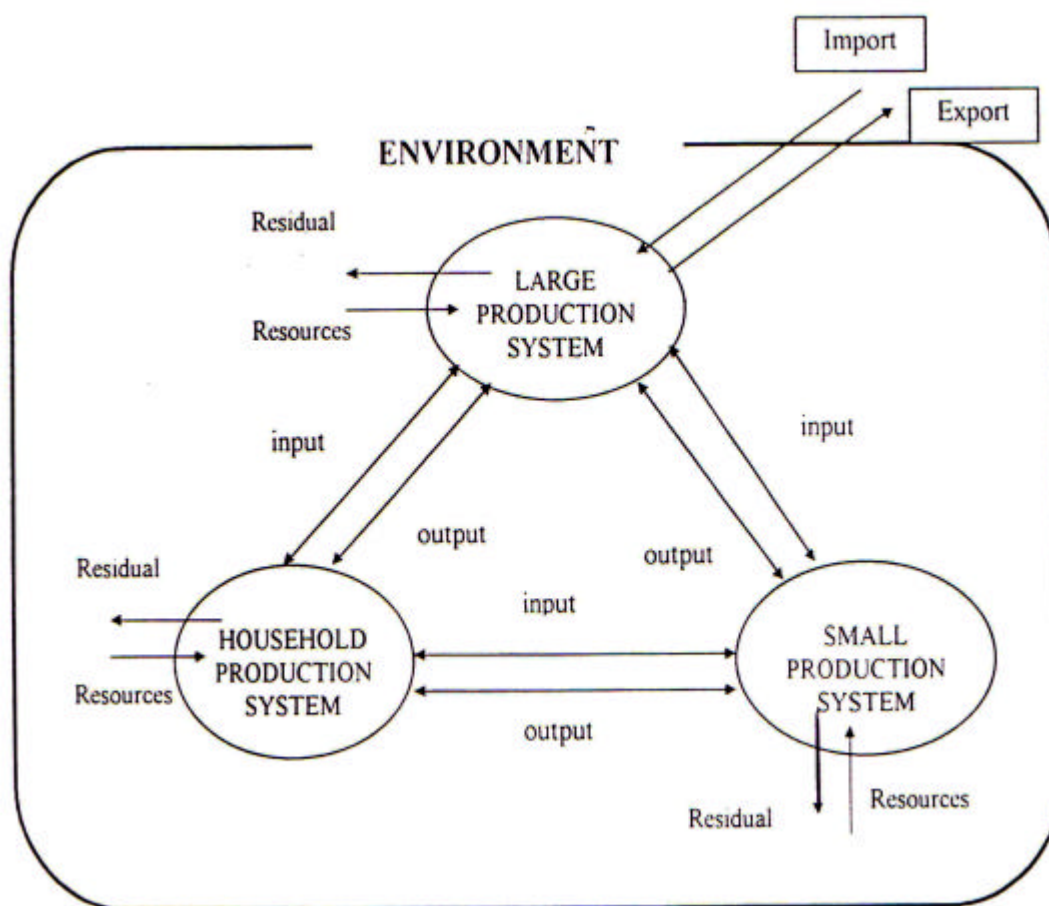 Import
Export
ENVIRONMENT
Residual
LARGE
PRODUCTION
SYSTEM
Resources
input
input
output
output
Residual
input
HOUSEHOLD
PRODUCTION
SYSTEM
SMALL
PRODUCTION
SYSTEM
Resources
output
Residual
Resources